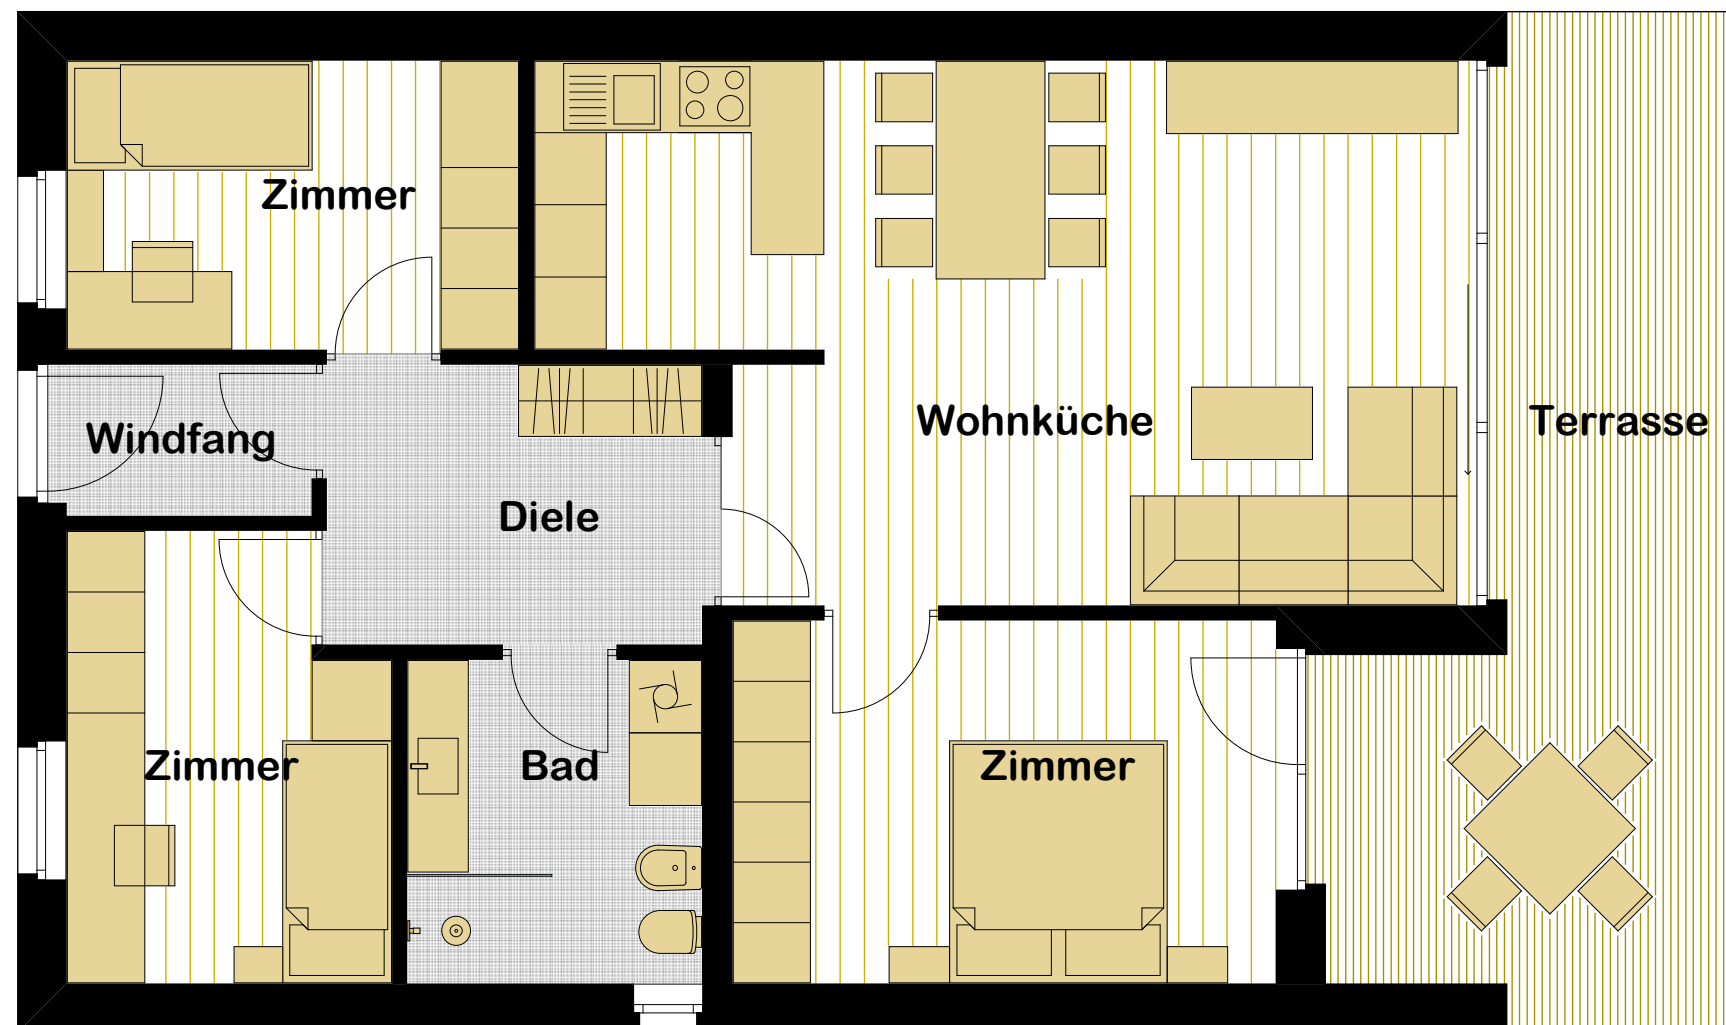 Zimmer
Windfang
Wohnküche
Terrasse
Diele
Zimmer
Bad
Zimmer